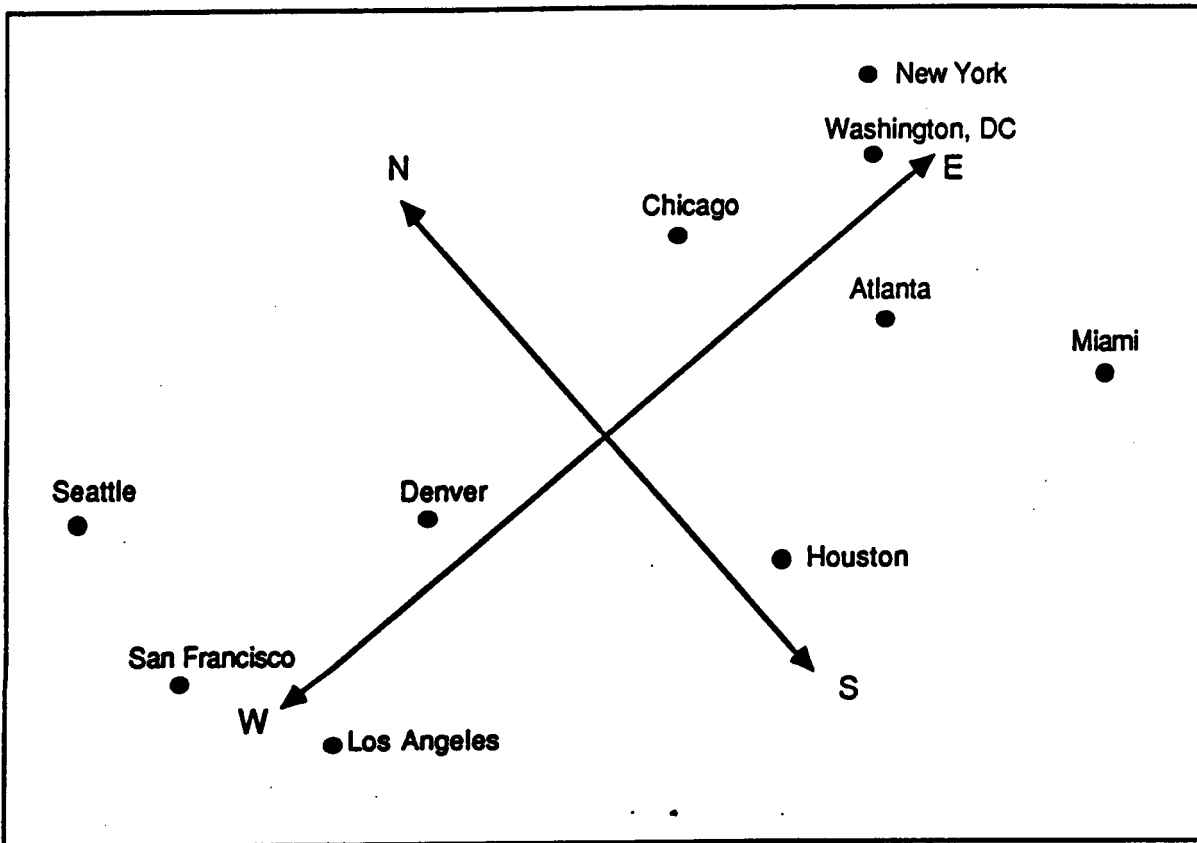 New York
Washington, DC
N
E
Chicago
Atlanta
Miami
Seattle
Denver
Houston
San Francisco
S
W
Los Angeles